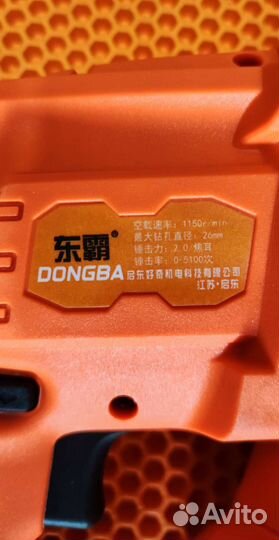 东霸®
DONGBA
空载速率：1150r/min
最大钻孔直径：26mm
锤击力：2.0/焦耳
锤击率：0-5100次
启东好奇机电科技有限公司
江苏·启东
Avito